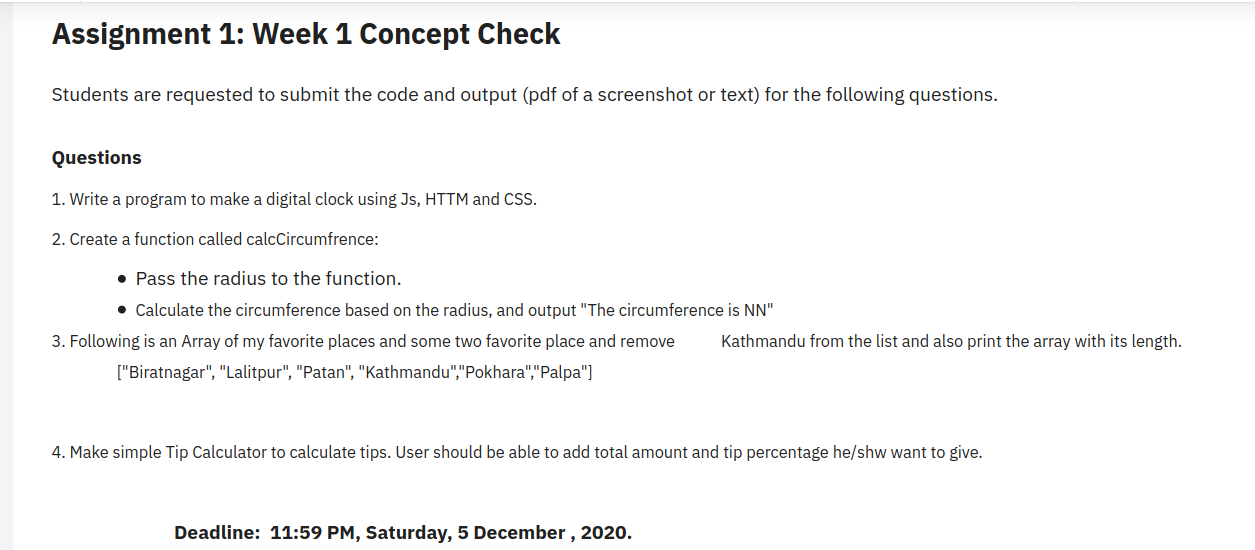 Assignment 1: Week 1 Concept Check
Students are requested to submit the code and output (pdf of a screenshot or text) for the following questions.
Questions
1. Write a program to make a digital clock using Js, HTTM and CSS.
2. Create a function called calcCircumfrence:
● Pass the radius to the function.
● Calculate the circumference based on the radius, and output "The circumference is NN"
3. Following is an Array of my favorite places and some two favorite place and remove Kathmandu from the list and also print the array with its length.
["Biratnagar", "Lalitpur", "Patan", "Kathmandu","Pokhara","Palpa"]
4. Make simple Tip Calculator to calculate tips. User should be able to add total amount and tip percentage he/shw want to give.
Deadline: 11:59 PM, Saturday, 5 December , 2020.